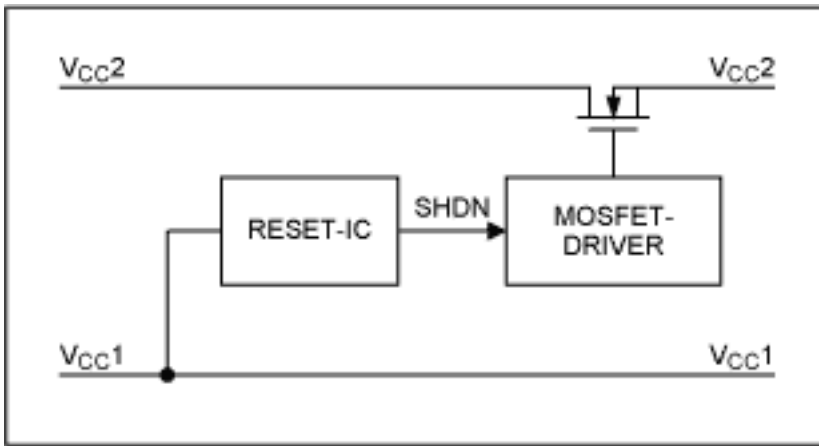 VCC2 VCC2
RESET-IC
SHDN
MOSFET-
DRIVER
VCC1 VCC1